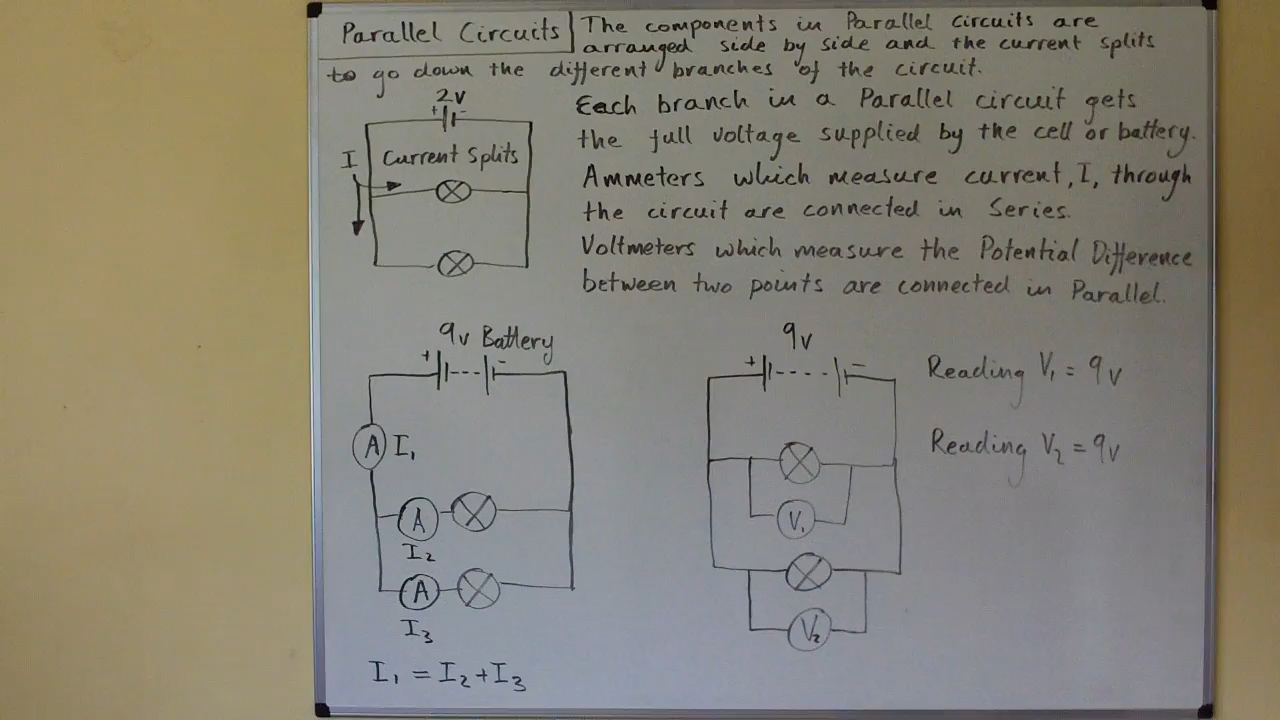 Parallel Circuits
The components in Parallel circuits are
arranged side by side and the current splits
to go down the different branches of the circuit.
2V
+ -
I
Current Splits
Each branch in a Parallel circuit gets
the full voltage supplied by the cell or battery.
Ammeters which measure current, I, through
the circuit are connected in Series.
Voltmeters which measure the Potential Difference
between two points are connected in Parallel.
9v Battery
+ -
A I₁
A
I₂
A
I₃
I₁ = I₂ + I₃
9v
+ -
V₁
V₂
Reading V₁ = 9v
Reading V₂ = 9v